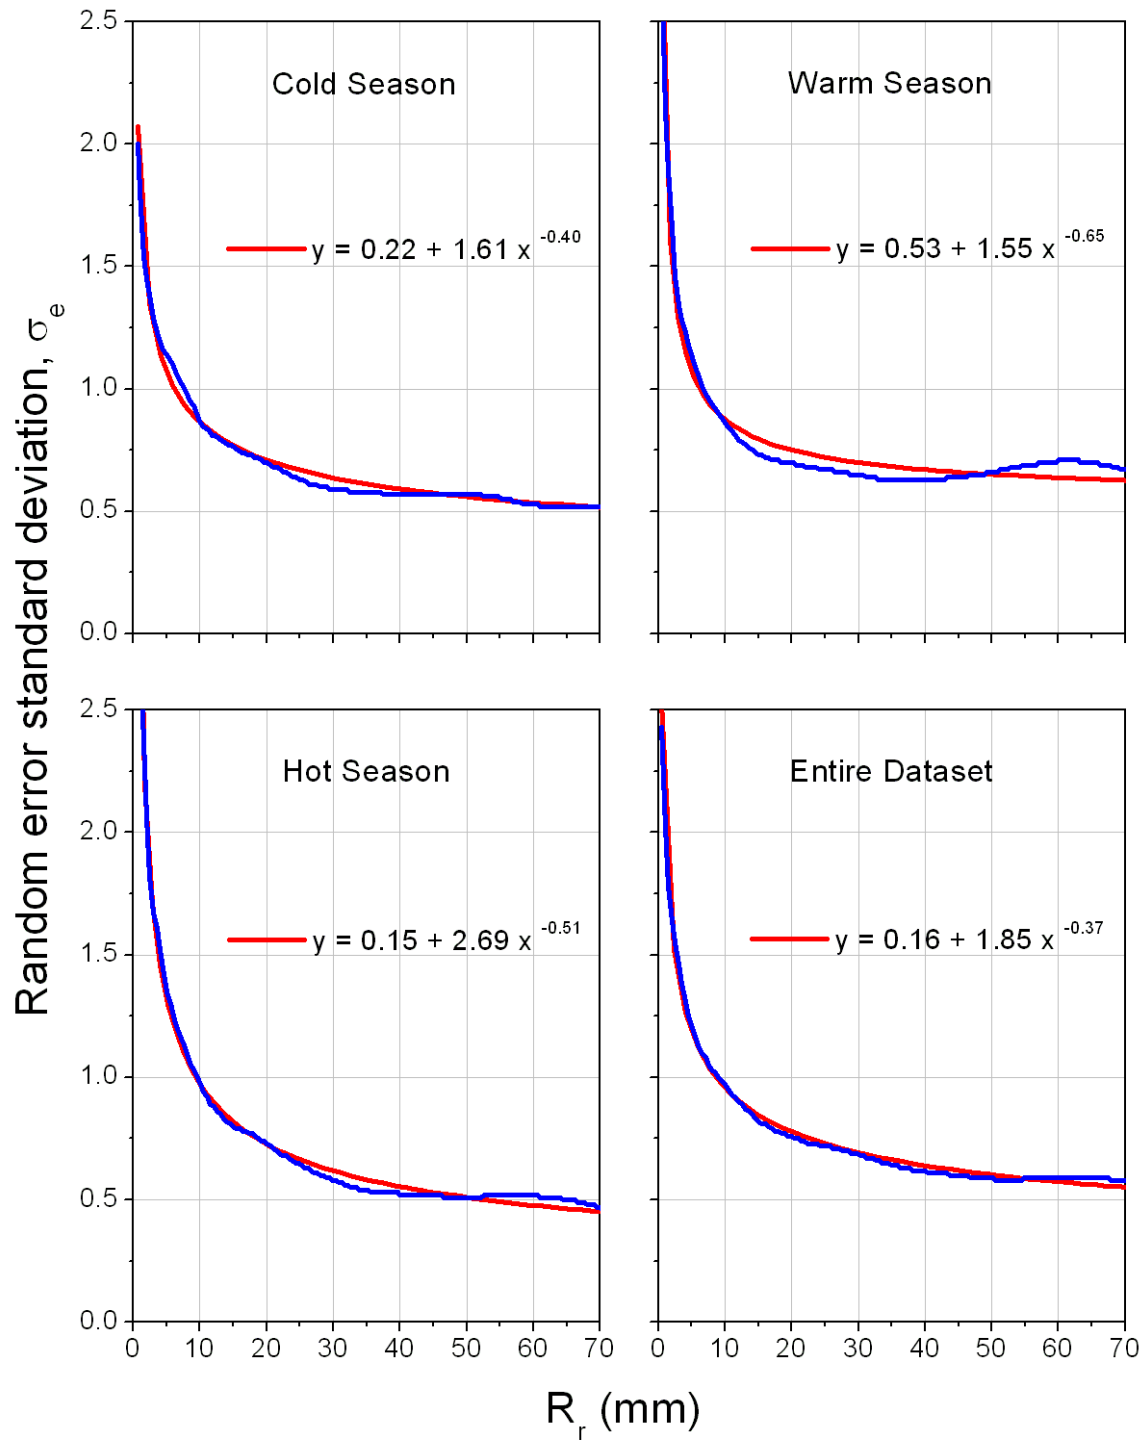 Random error standard deviation, σe
2.5
2.0
1.5
1.0
0.5
0.0
Cold Season
y = 0.22 + 1.61 x -0.40
Warm Season
y = 0.53 + 1.55 x -0.65
2.5
2.0
1.5
1.0
0.5
0.0
Hot Season
y = 0.15 + 2.69 x -0.51
0 10 20 30 40 50 60 70
Entire Dataset
y = 0.16 + 1.85 x -0.37
0 10 20 30 40 50 60 70
Rr (mm)